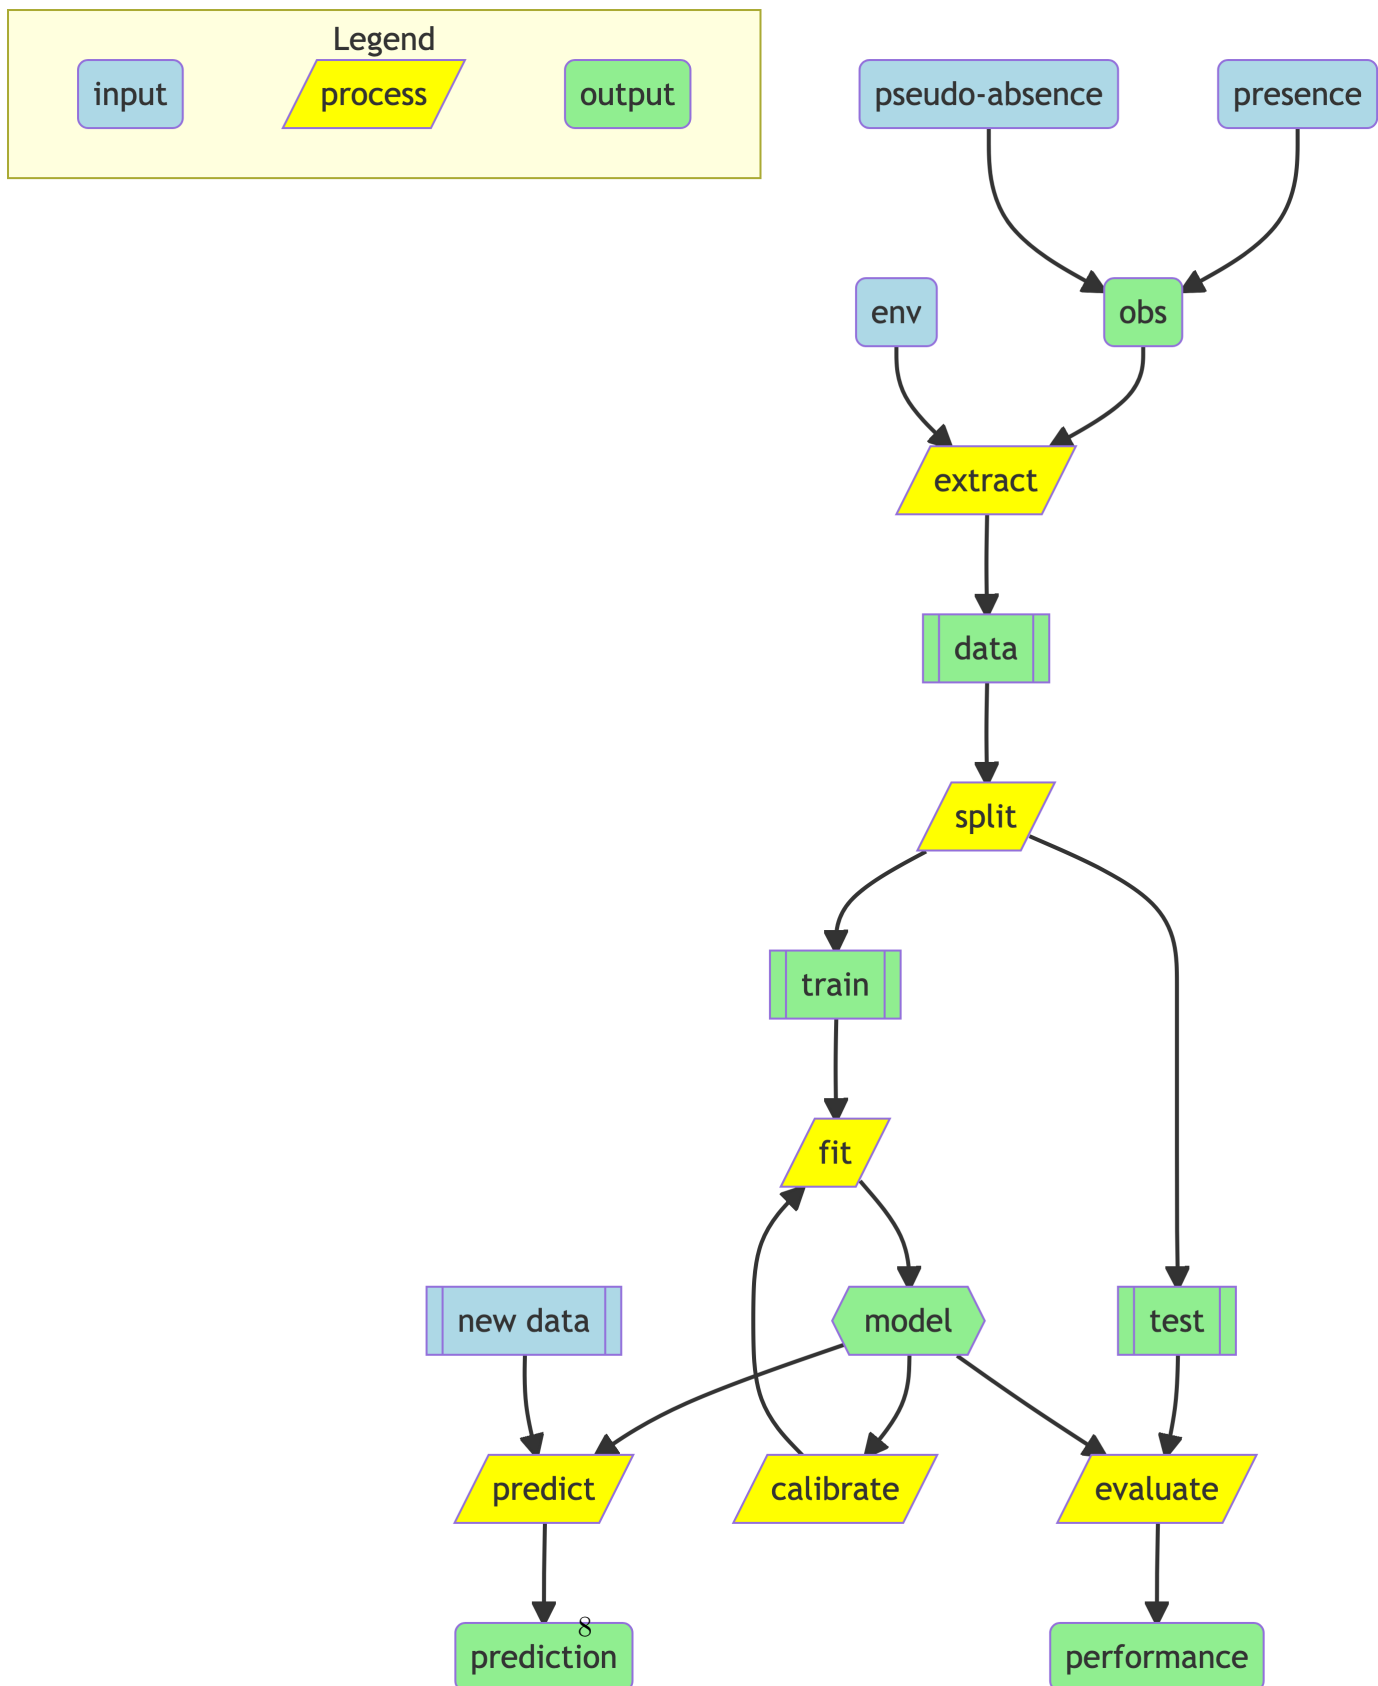 Legend
input
process
output
pseudo-absence
presence
env
obs
extract
data
split
train
fit
new data
model
test
predict
calibrate
evaluate
8
prediction
performance